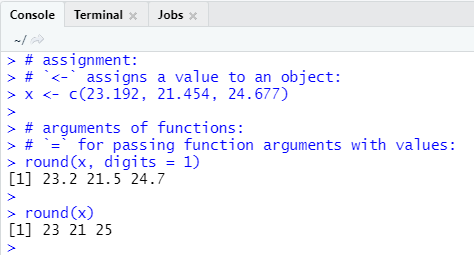 Console Terminal × Jobs ×
~/
> # assignment:
> # `<-` assigns a value to an object:
> x <- c(23.192, 21.454, 24.677)
>
> # arguments of functions:
> # `=` for passing function arguments with values:
> round(x, digits = 1)
[1] 23.2 21.5 24.7
>
> round(x)
[1] 23 21 25
>